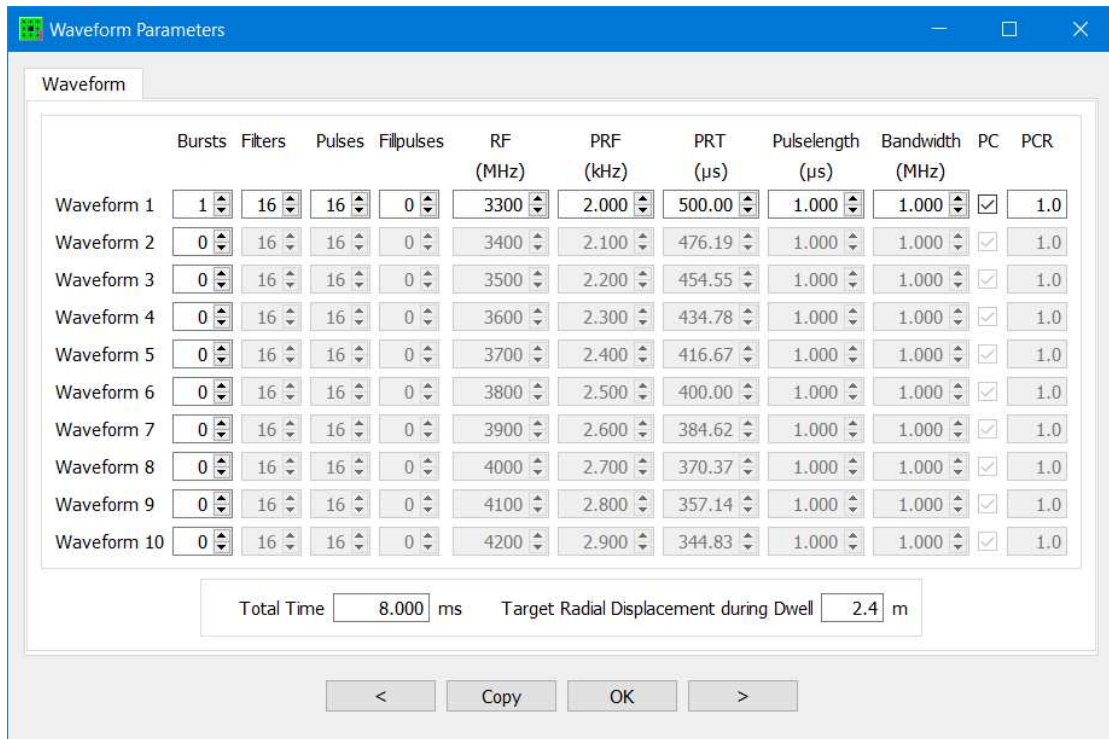 Waveform Parameters
Waveform
Bursts Filters Pulses Fillpulses RF PRF PRT Pulselength Bandwidth PC PCR
(MHz) (kHz) (µs) (µs) (MHz)
Waveform 1 1 16 16 0 3300 2.000 500.00 1.000 1.000 1.0
Waveform 2 0 16 16 0 3400 2.100 476.19 1.000 1.000 1.0
Waveform 3 0 16 16 0 3500 2.200 454.55 1.000 1.000 1.0
Waveform 4 0 16 16 0 3600 2.300 434.78 1.000 1.000 1.0
Waveform 5 0 16 16 0 3700 2.400 416.67 1.000 1.000 1.0
Waveform 6 0 16 16 0 3800 2.500 400.00 1.000 1.000 1.0
Waveform 7 0 16 16 0 3900 2.600 384.62 1.000 1.000 1.0
Waveform 8 0 16 16 0 4000 2.700 370.37 1.000 1.000 1.0
Waveform 9 0 16 16 0 4100 2.800 357.14 1.000 1.000 1.0
Waveform 10 0 16 16 0 4200 2.900 344.83 1.000 1.000 1.0
Total Time 8.000 ms Target Radial Displacement during Dwell 2.4 m
< Copy OK >